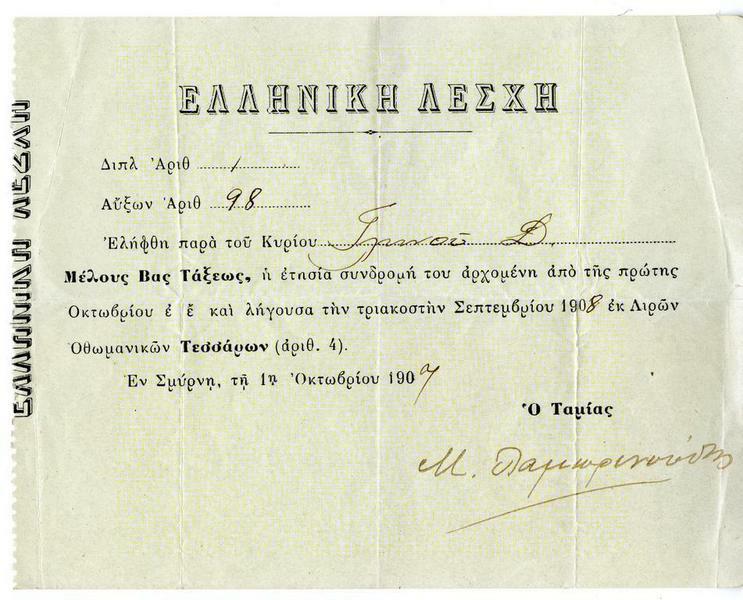 ΕΛΛΗΝΙΚΗ ΛΕΣΧΗ
ΕΛΛΗΝΙΚΗ ΛΕΣΧΗ
Διπλ Ἀριθ 1
Αὔξων Ἀριθ 98
Ἐλήφθη παρὰ τοῦ Κυρίου Δ.
Μέλους Βας Τάξεως, ἡ ἐτησία συνδρομή του ἀρχομένη ἀπὸ τῆς πρώτης
Ὀκτωβρίου ἐ ἔ καὶ λήγουσα τὴν τριακοστὴν Σεπτεμβρίου 1908 ἐκ Λιρῶν
Ὀθωμανικῶν Τεσσάρων (ἀριθ. 4).
Ἐν Σμύρνῃ, τῇ 1ῃ Ὀκτωβρίου 1907
Ὁ Ταμίας
Μ.